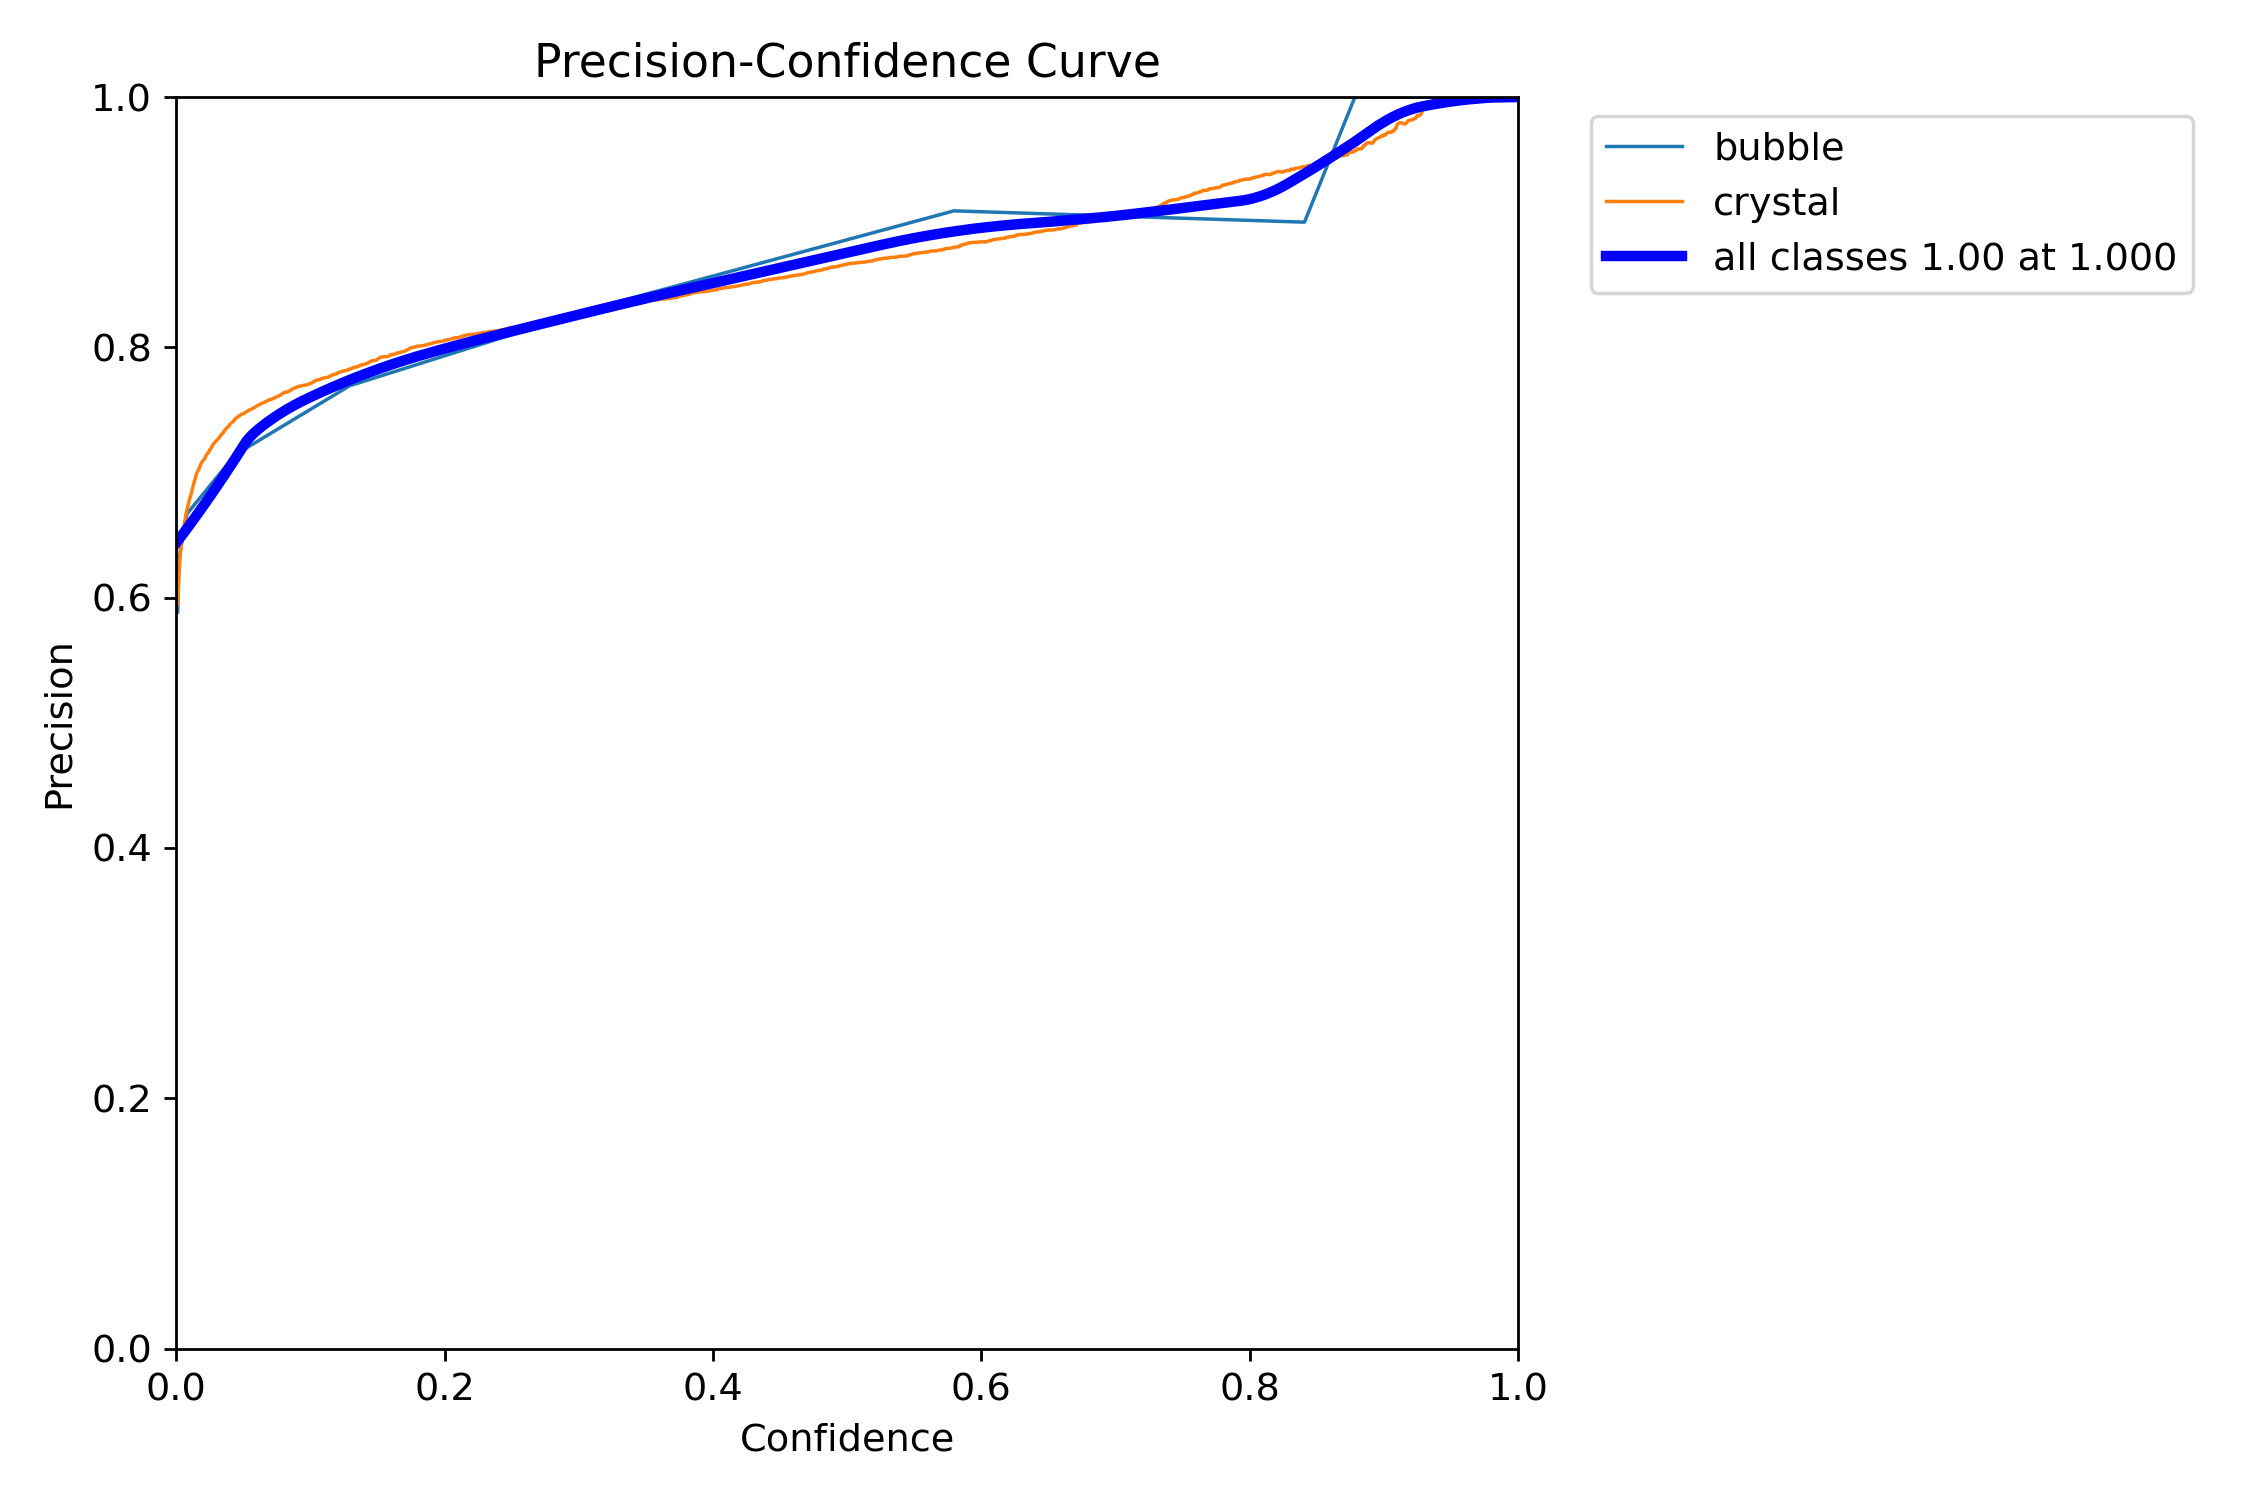 Precision-Confidence Curve
1.0
0.8
0.6
0.4
0.2
0.0
Precision
0.0 0.2 0.4 0.6 0.8 1.0
Confidence
bubble
crystal
all classes 1.00 at 1.000